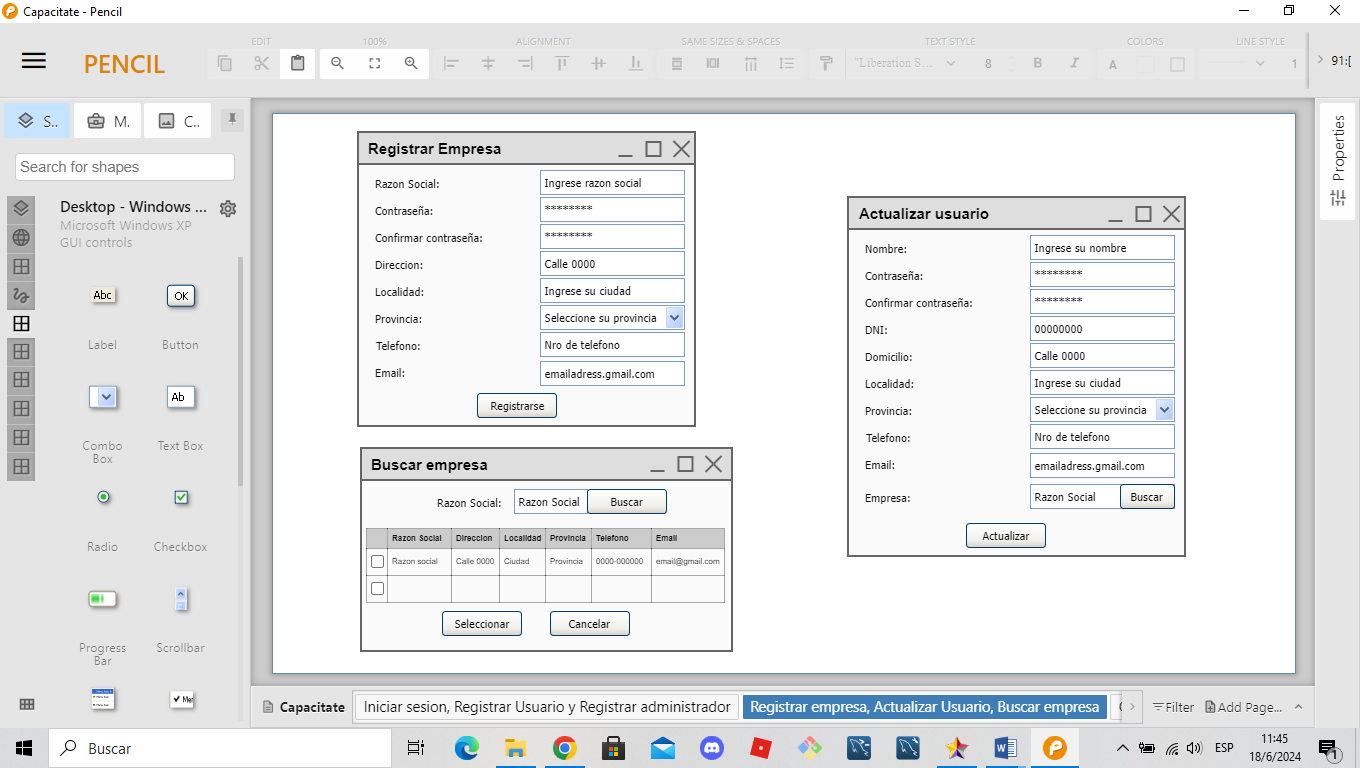 Capacitate - Pencil
EDIT
100%
ALIGNMENT
SAME SIZES & SPACES
TEXT STYLE
COLORS
LINE STYLE
PENCIL
"Liberation S...
8
B
I
A
1
91:[
S..
M.
C..
Search for shapes
Desktop - Windows ...
Microsoft Windows XP
GUI controls
Abc
OK
Label
Button
Ab
Combo
Box
Text Box
Radio
Checkbox
Progress
Bar
Scrollbar
Registrar Empresa
Razon Social:
Ingrese razon social
Contraseña:
********
Confirmar contraseña:
********
Direccion:
Calle 0000
Localidad:
Ingrese su ciudad
Provincia:
Seleccione su provincia
Telefono:
Nro de telefono
Email:
emailadress.gmail.com
Registrarse
Buscar empresa
Razon Social:
Razon Social
Buscar
Razon Social
Direccion
Localidad
Provincia
Telefono
Email
Razon social
Calle 0000
Ciudad
Provincia
0000-000000
email@gmail.com
Seleccionar
Cancelar
Actualizar usuario
Nombre:
Ingrese su nombre
Contraseña:
********
Confirmar contraseña:
********
DNI:
00000000
Domicilio:
Calle 0000
Localidad:
Ingrese su ciudad
Provincia:
Seleccione su provincia
Telefono:
Nro de telefono
Email:
emailadress.gmail.com
Empresa:
Razon Social
Buscar
Actualizar
Properties
Capacitate
Iniciar sesion, Registrar Usuario y Registrar administrador
Registrar empresa, Actualizar Usuario, Buscar empresa
Filter
Add Page...
Buscar
ESP
11:45
18/6/2024
1